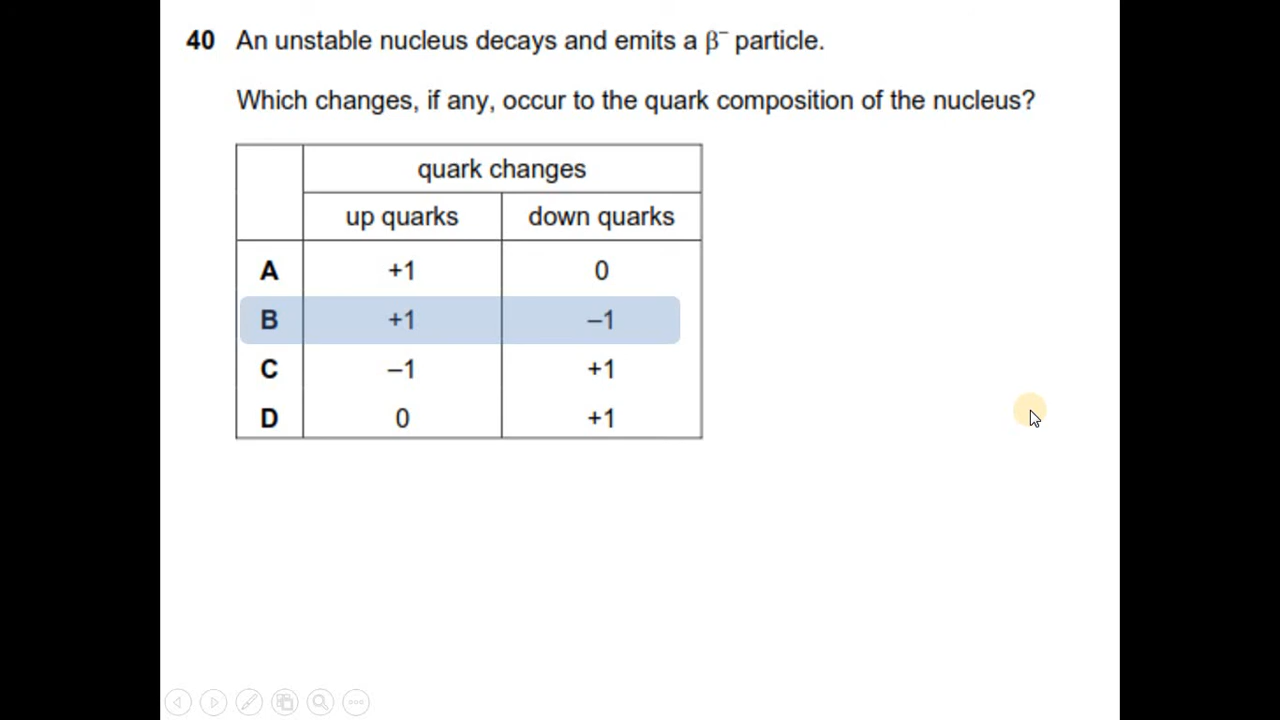 40 An unstable nucleus decays and emits a β⁻ particle.
Which changes, if any, occur to the quark composition of the nucleus?
quark changes
up quarks down quarks
A +1 0
B +1 –1
C –1 +1
D 0 +1